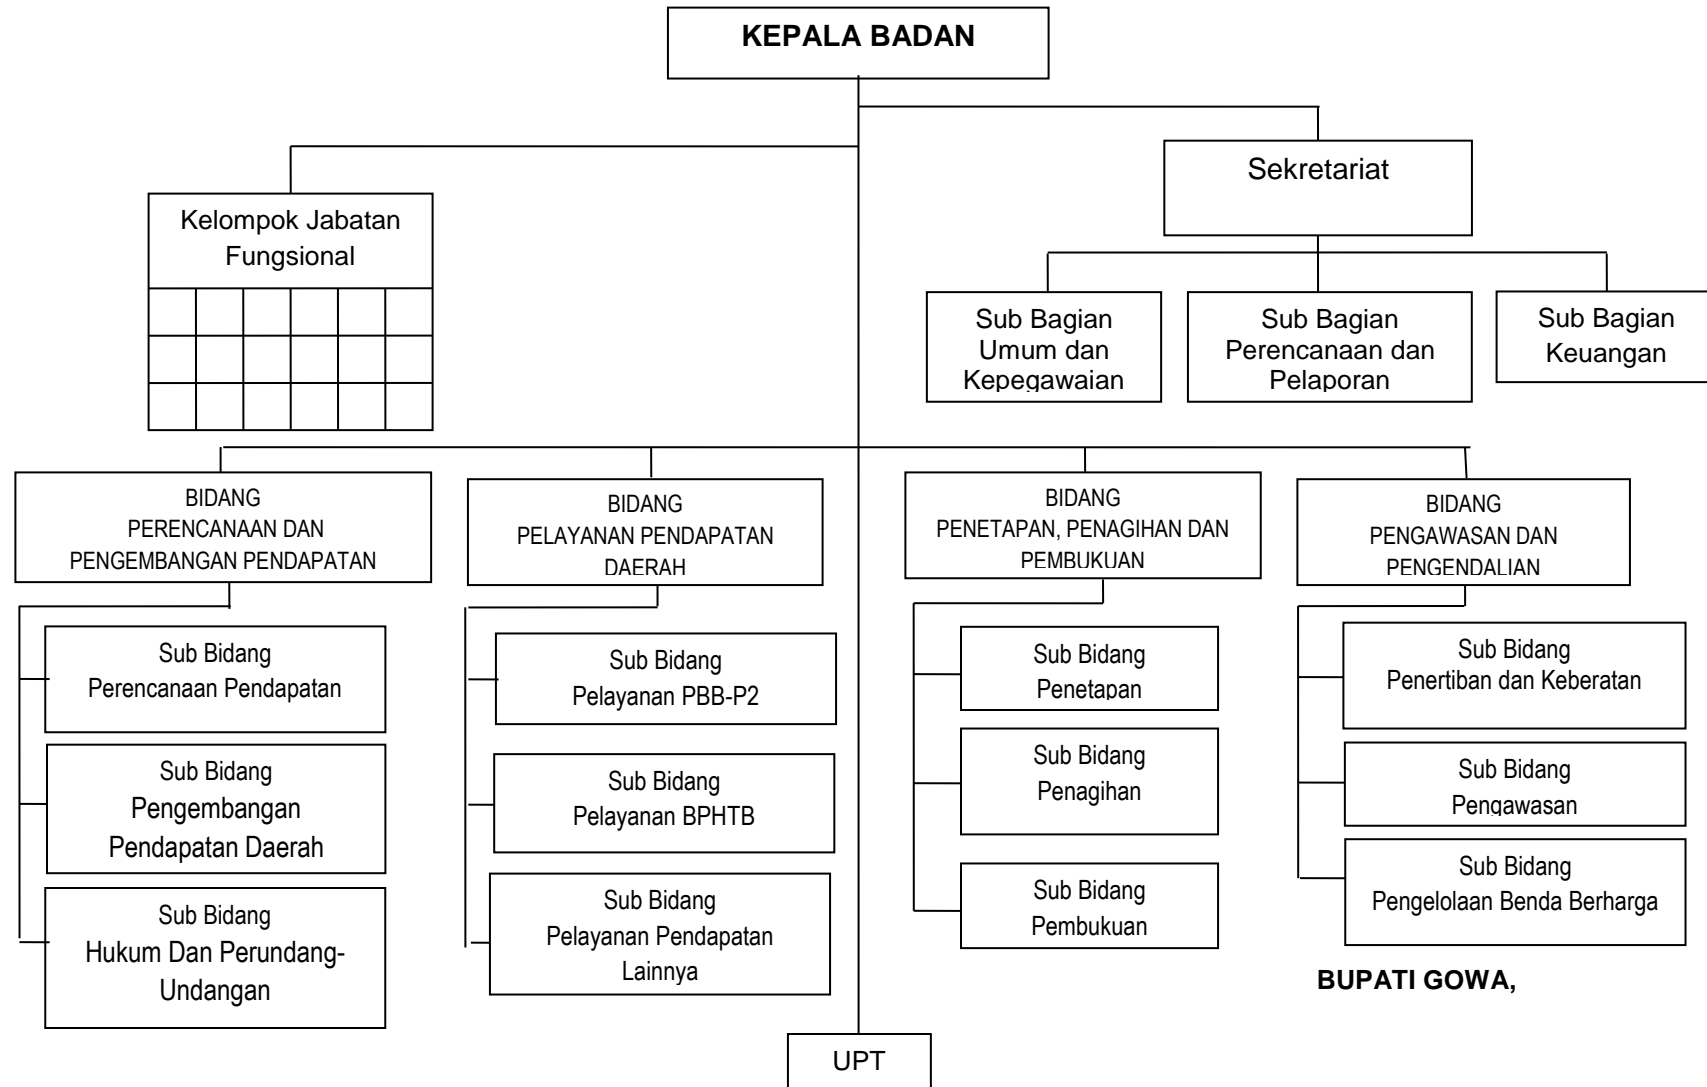 KEPALA BADAN
Sekretariat
Kelompok Jabatan
Fungsional
Sub Bagian
Umum dan
Kepegawaian
Sub Bagian
Perencanaan dan
Pelaporan
Sub Bagian
Keuangan
BIDANG
PERENCANAAN DAN
PENGEMBANGAN PENDAPATAN
BIDANG
PELAYANAN PENDAPATAN
DAERAH
BIDANG
PENETAPAN, PENAGIHAN DAN
PEMBUKUAN
BIDANG
PENGAWASAN DAN
PENGENDALIAN
Sub Bidang
Perencanaan Pendapatan
Sub Bidang
Pengembangan
Pendapatan Daerah
Sub Bidang
Hukum Dan Perundang-
Undangan
Sub Bidang
Pelayanan PBB-P2
Sub Bidang
Pelayanan BPHTB
Sub Bidang
Pelayanan Pendapatan
Lainnya
Sub Bidang
Penetapan
Sub Bidang
Penagihan
Sub Bidang
Pembukuan
Sub Bidang
Penertiban dan Keberatan
Sub Bidang
Pengawasan
Sub Bidang
Pengelolaan Benda Berharga
BUPATI GOWA,
UPT